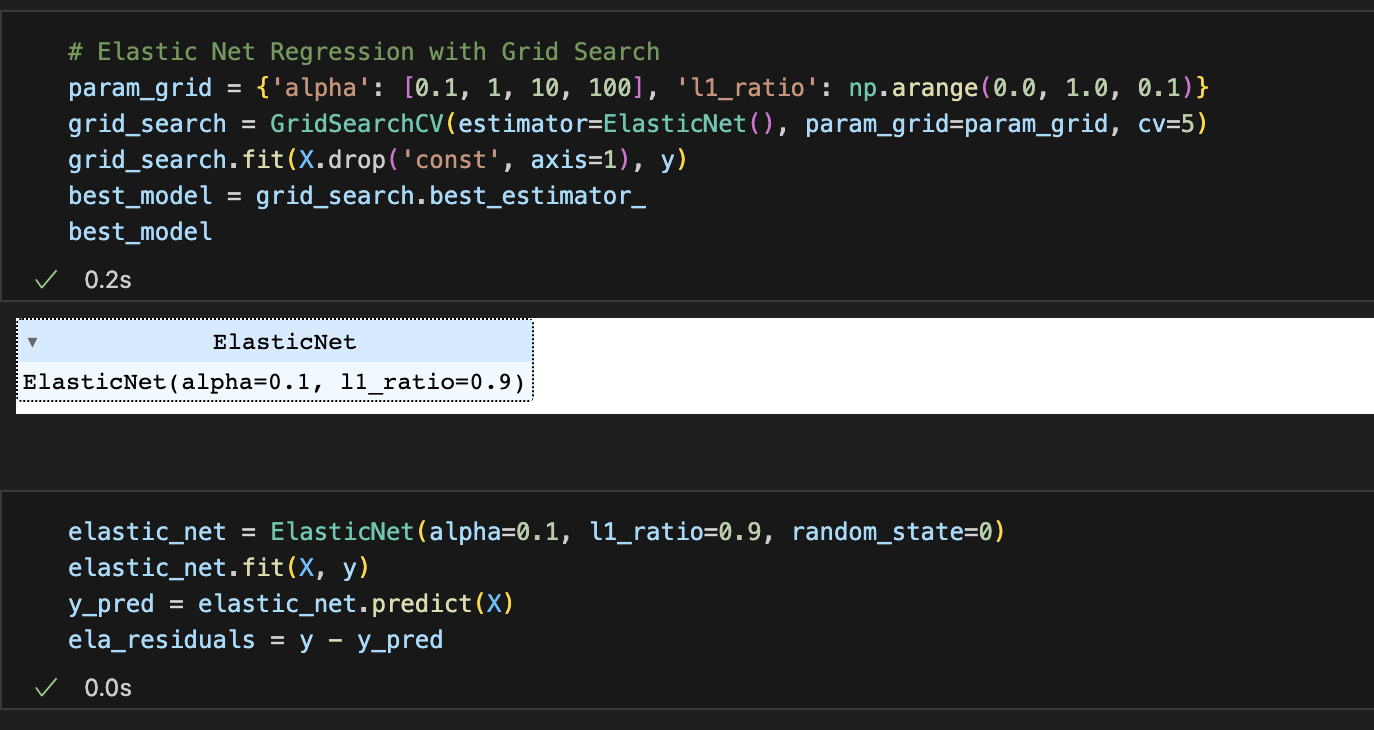 # Elastic Net Regression with Grid Search
param_grid = {'alpha': [0.1, 1, 10, 100], 'l1_ratio': np.arange(0.0, 1.0, 0.1)}
grid_search = GridSearchCV(estimator=ElasticNet(), param_grid=param_grid, cv=5)
grid_search.fit(X.drop('const', axis=1), y)
best_model = grid_search.best_estimator_
best_model
0.2s
ElasticNet
ElasticNet(alpha=0.1, l1_ratio=0.9)
elastic_net = ElasticNet(alpha=0.1, l1_ratio=0.9, random_state=0)
elastic_net.fit(X, y)
y_pred = elastic_net.predict(X)
ela_residuals = y - y_pred
0.0s